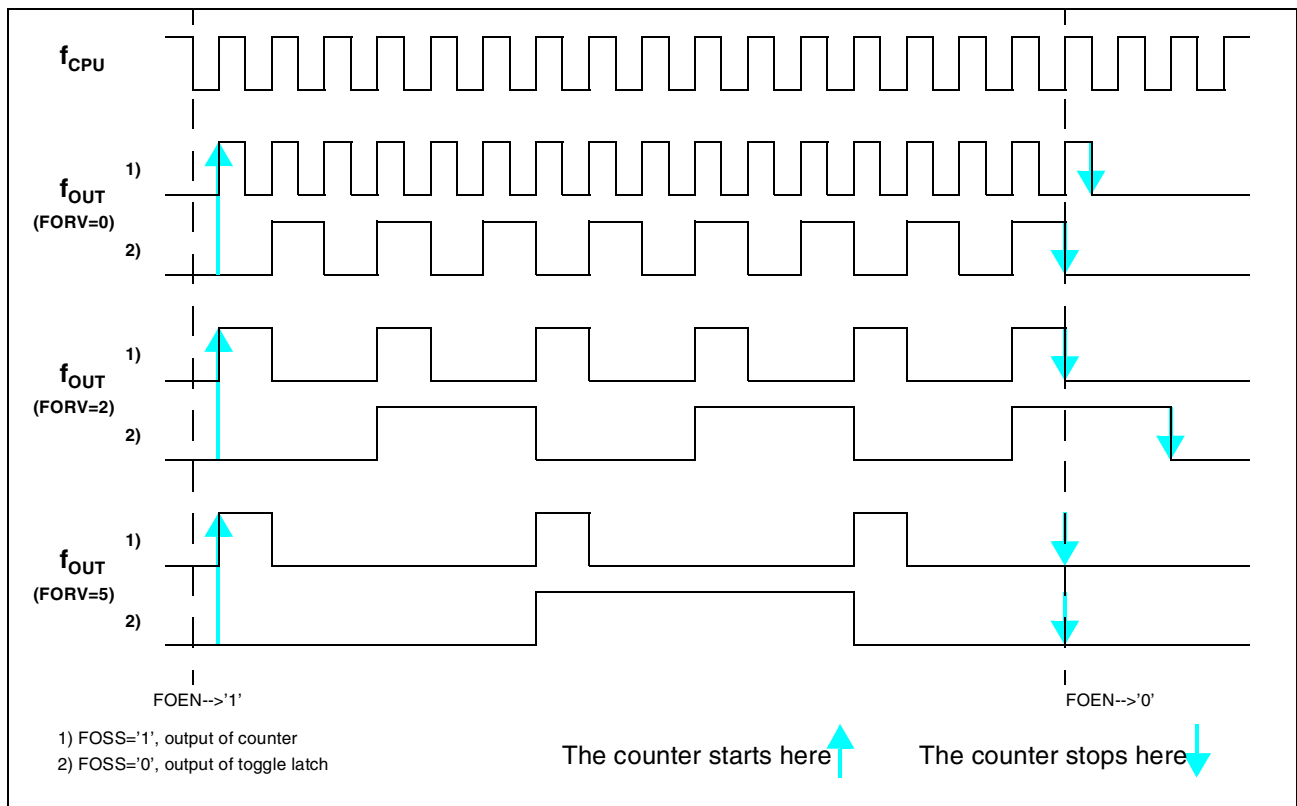 fCPU
1)
fOUT
(FORV=0)
2)
1)
fOUT
(FORV=2)
2)
1)
fOUT
(FORV=5)
2)
FOEN-->'1'
FOEN-->'0'
1) FOSS='1', output of counter
2) FOSS='0', output of toggle latch
The counter starts here
The counter stops here